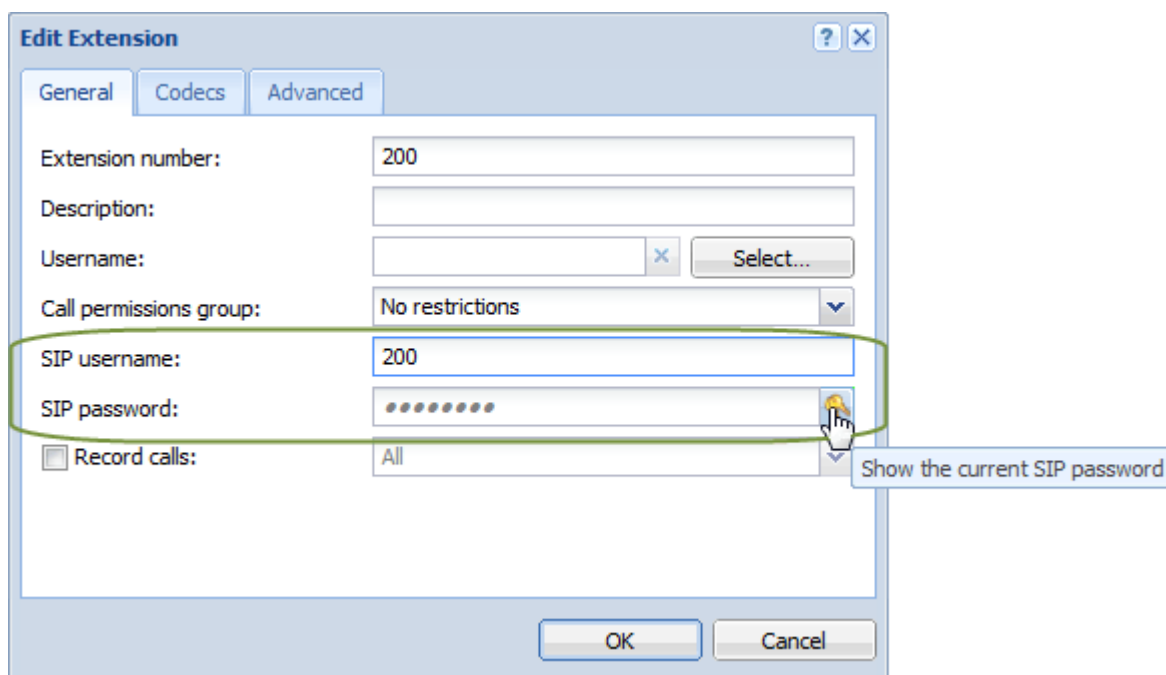 Edit Extension
General Codecs Advanced
Extension number: 200
Description:
Username: Select...
Call permissions group: No restrictions
SIP username: 200
SIP password: ••••••••
Record calls: All
Show the current SIP password
OK Cancel